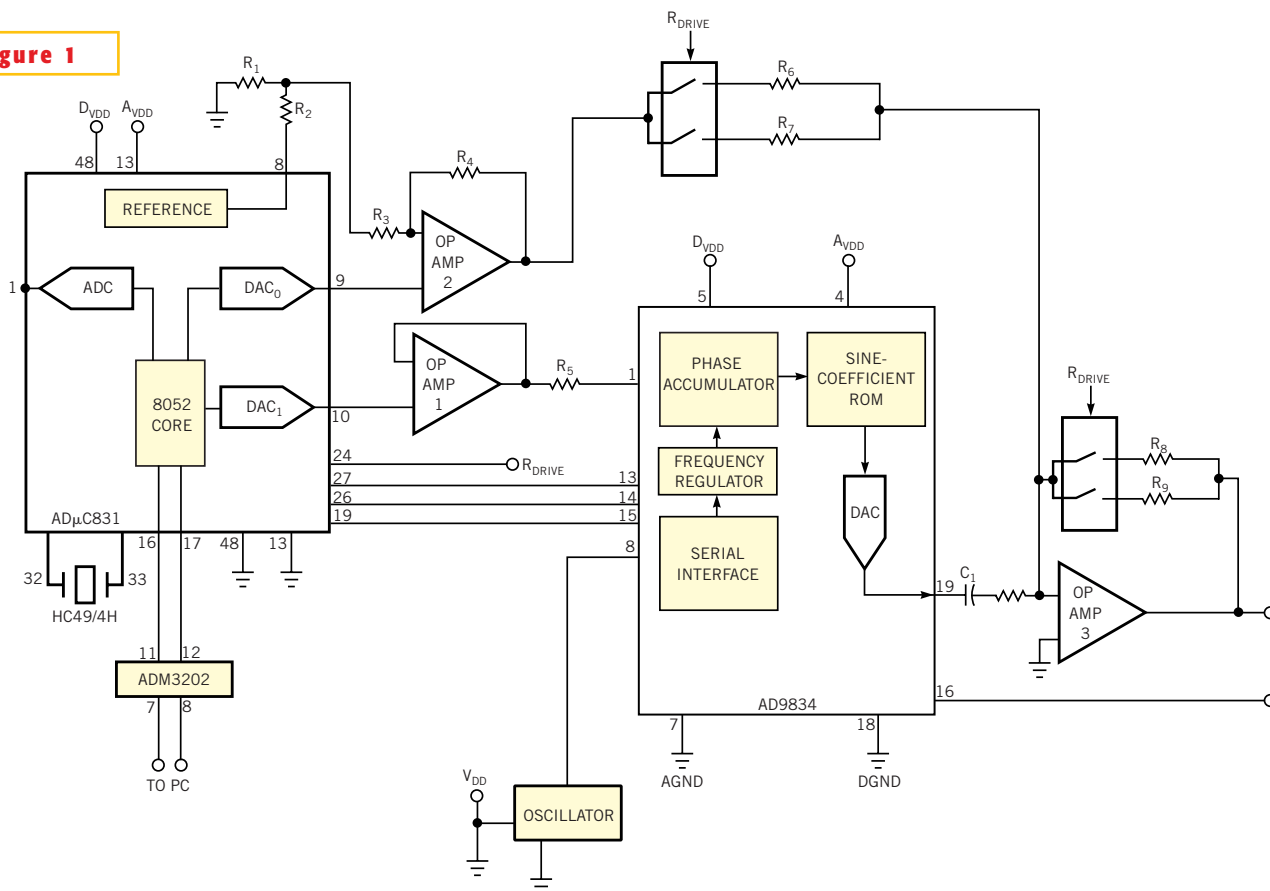 gure 1
R1
R2
DVDD
AVDD
48
13
8
REFERENCE
1
ADC
DAC0
9
8052
CORE
DAC1
10
24
RDRIVE
27
26
19
ADμC831
16
17
48
13
32
33
HC49/4H
11
12
ADM3202
7
8
TO PC
R3
R4
OP
AMP
2
OP
AMP
1
R5
RDRIVE
R6
R7
DVDD
AVDD
5
4
1
PHASE
ACCUMULATOR
SINE-
COEFFICIENT
ROM
FREQUENCY
REGULATOR
13
14
15
8
DAC
SERIAL
INTERFACE
19
C1
16
AD9834
7
18
AGND
DGND
VDD
OSCILLATOR
RDRIVE
R8
R9
OP
AMP
3